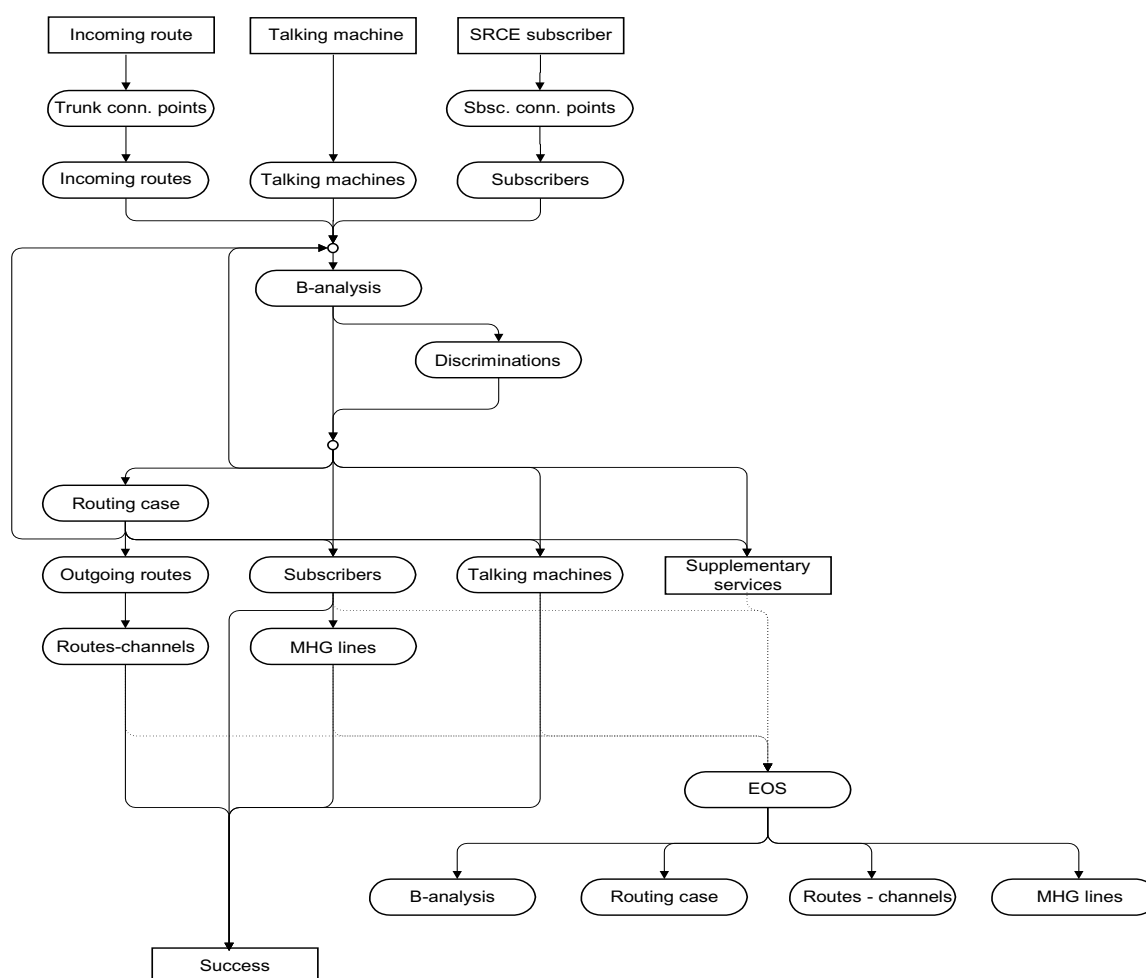 Incoming route
Talking machine
SRCE subscriber
Trunk conn. points
Sbsc. conn. points
Incoming routes
Talking machines
Subscribers
B-analysis
Discriminations
Routing case
Outgoing routes
Subscribers
Talking machines
Supplementary
services
Routes-channels
MHG lines
EOS
B-analysis
Routing case
Routes - channels
MHG lines
Success